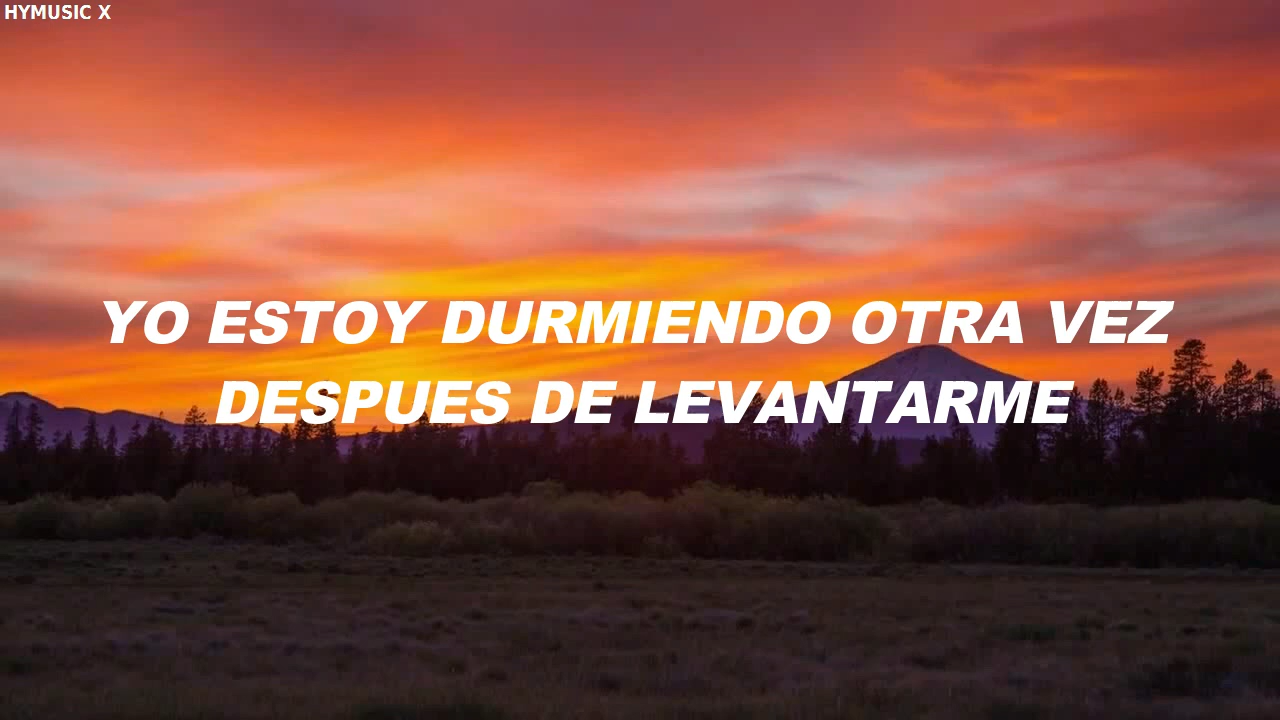 HYMUSIC X
YO ESTOY DURMIENDO OTRA VEZ
DESPUES DE LEVANTARME